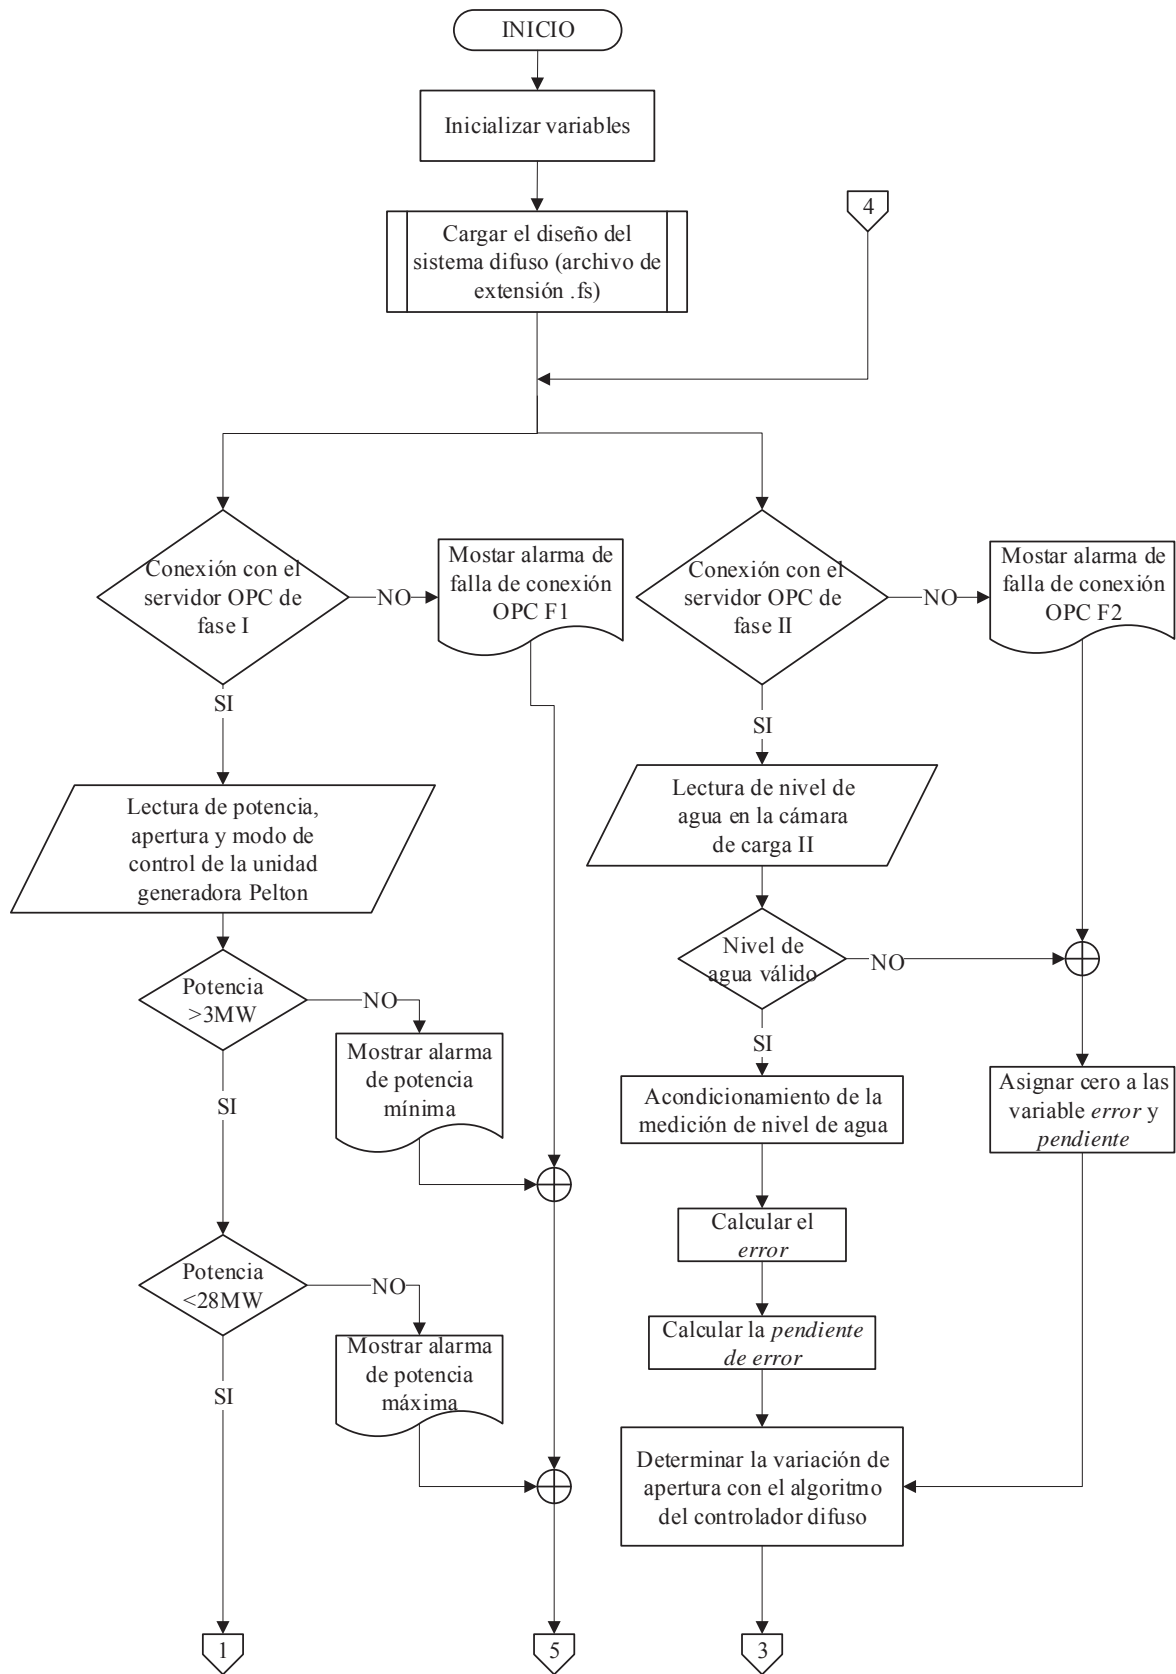 INICIO
Inicializar variables
Cargar el diseño del
sistema difuso (archivo de
extensión .fs)
4
Conexión con el
servidor OPC de
fase I
NO
Mostar alarma de
falla de conexión
OPC F1
Conexión con el
servidor OPC de
fase II
NO
Mostar alarma de
falla de conexión
OPC F2
SI
SI
Lectura de potencia,
apertura y modo de
control de la unidad
generadora Pelton
Lectura de nivel de
agua en la cámara
de carga II
Nivel de
agua válido
NO
Potencia
>3MW
NO
SI
Mostrar alarma
de potencia
mínima
SI
Acondicionamiento de la
medición de nivel de agua
Asignar cero a las
variable error y
pendiente
Calcular el
error
Potencia
<28MW
NO
Calcular la pendiente
de error
Mostrar alarma
de potencia
máxima
SI
Determinar la variación de
apertura con el algoritmo
del controlador difuso
1
5
3